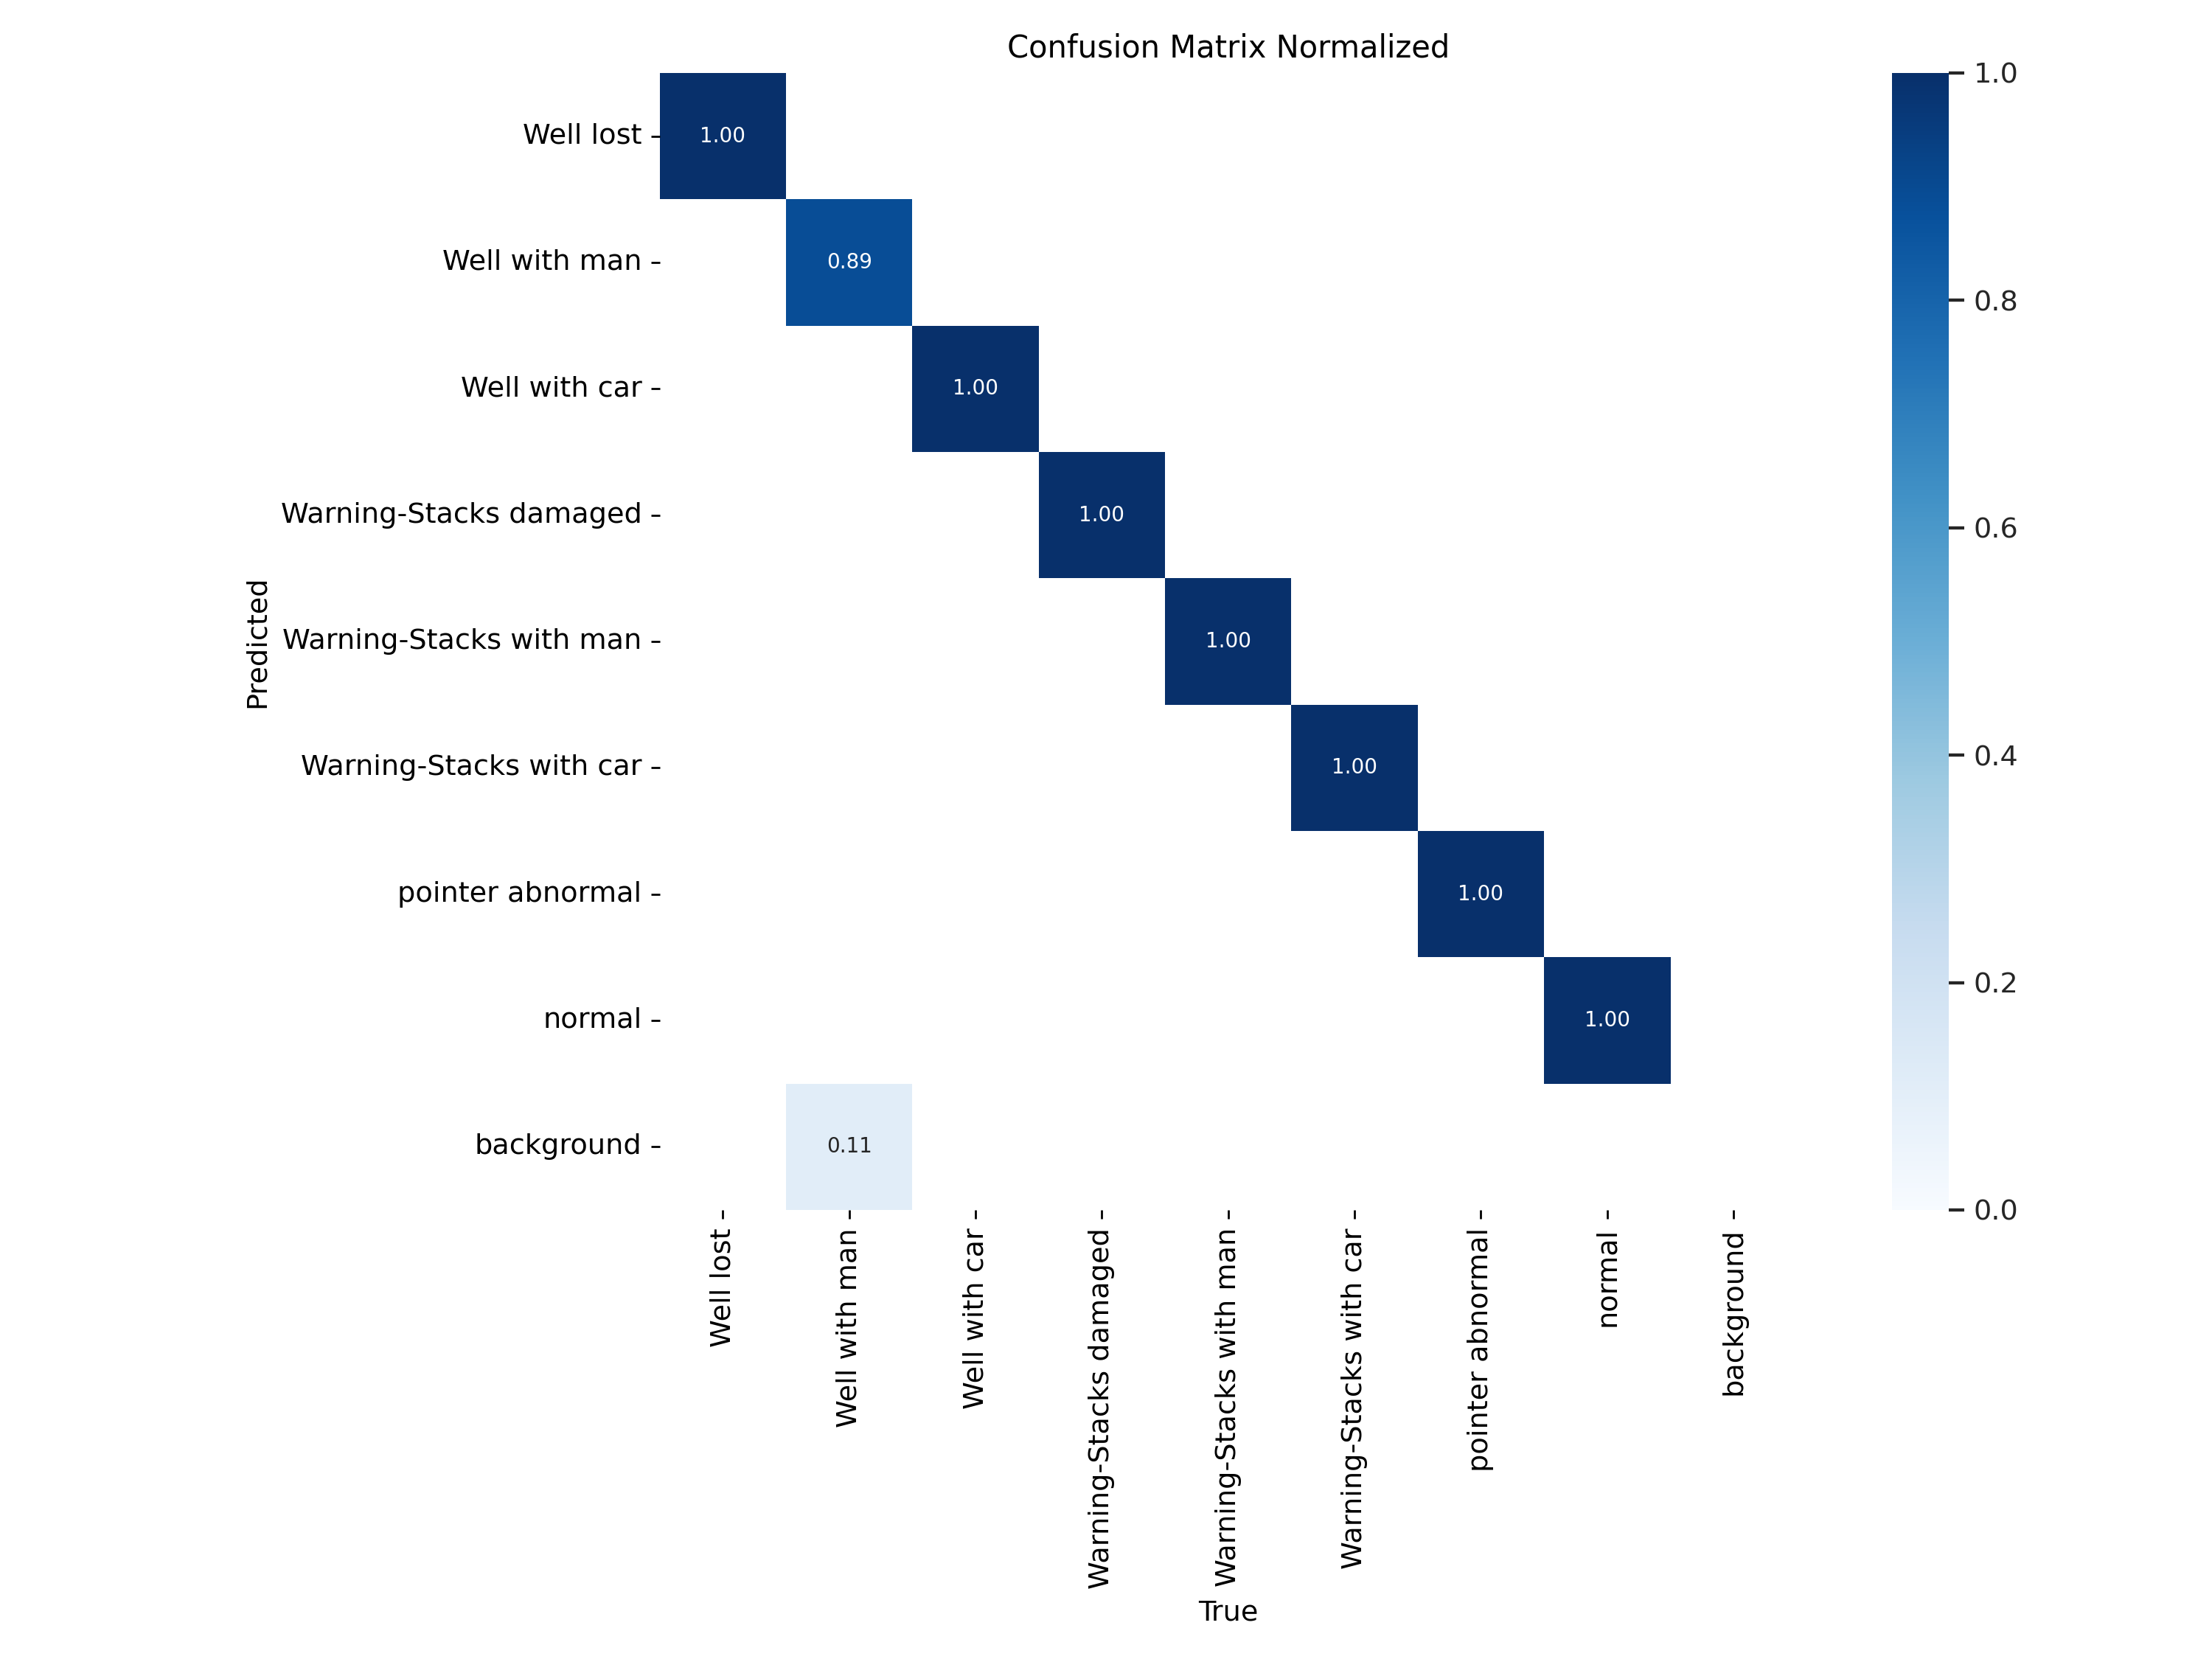 Confusion Matrix Normalized
Well lost
1.00
Well with man
0.89
Well with car
1.00
Warning-Stacks damaged
1.00
Warning-Stacks with man
1.00
Warning-Stacks with car
1.00
pointer abnormal
1.00
normal
1.00
background
0.11
Predicted
Well lost
Well with man
Well with car
Warning-Stacks damaged
Warning-Stacks with man
Warning-Stacks with car
pointer abnormal
normal
background
True
1.0
0.8
0.6
0.4
0.2
0.0